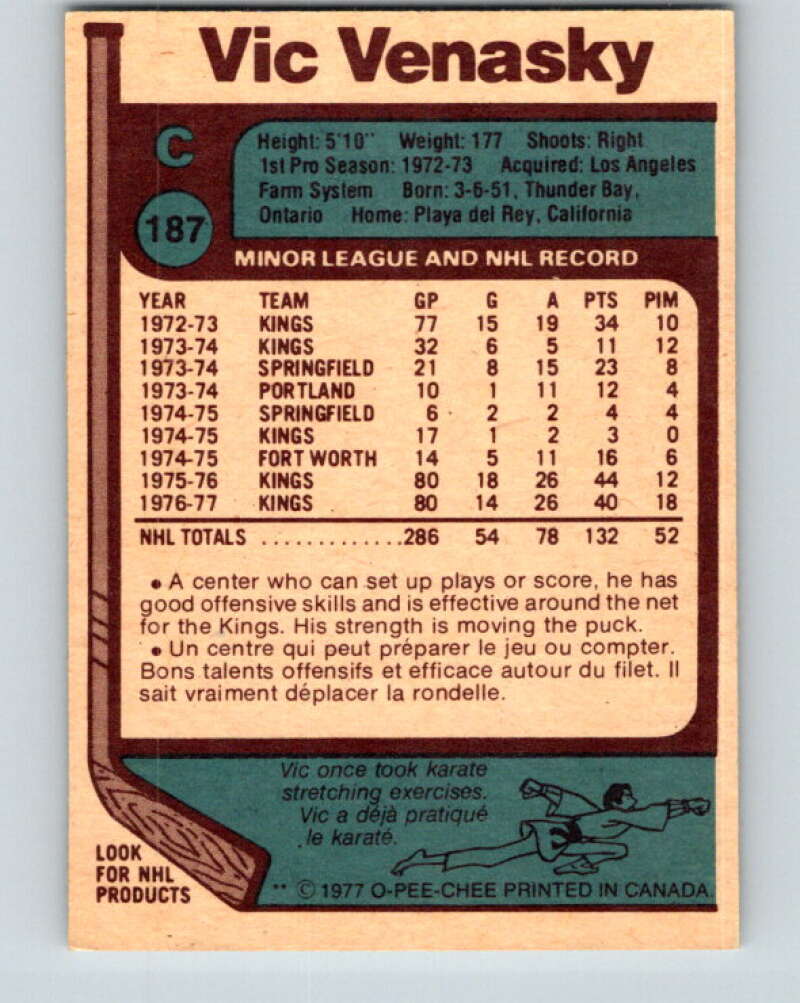 Vic Venasky
C
187
Height: 5'10" Weight: 177 Shoots: Right
1st Pro Season: 1972-73 Acquired: Los Angeles
Farm System Born: 3-6-51, Thunder Bay,
Ontario Home: Playa del Rey, California
MINOR LEAGUE AND NHL RECORD
YEAR TEAM GP G A PTS PIM
1972-73 KINGS 77 15 19 34 10
1973-74 KINGS 32 6 5 11 12
1973-74 SPRINGFIELD 21 8 15 23 8
1973-74 PORTLAND 10 1 11 12 4
1974-75 SPRINGFIELD 6 2 2 4 4
1974-75 KINGS 17 1 2 3 0
1974-75 FORT WORTH 14 5 11 16 6
1975-76 KINGS 80 18 26 44 12
1976-77 KINGS 80 14 26 40 18
NHL TOTALS .............286 54 78 132 52
• A center who can set up plays or score, he has
good offensive skills and is effective around the net
for the Kings. His strength is moving the puck.
• Un centre qui peut préparer le jeu ou compter.
Bons talents offensifs et efficace autour du filet. Il
sait vraiment déplacer la rondelle.
Vic once took karate
stretching exercises.
Vic a déjà pratiqué
le karaté.
LOOK
FOR NHL
PRODUCTS
** © 1977 O-PEE-CHEE PRINTED IN CANADA.